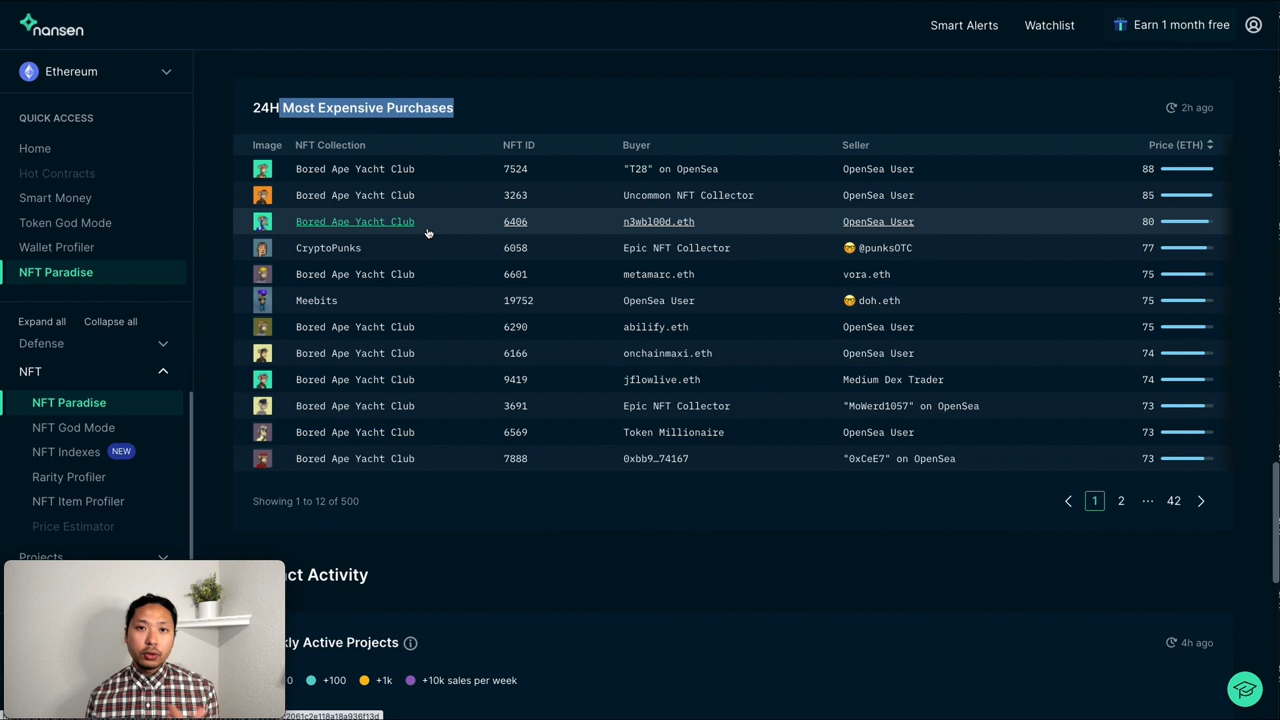 nansen
Smart Alerts
Watchlist
Earn 1 month free
Ethereum
QUICK ACCESS
Home
Hot Contracts
Smart Money
Token God Mode
Wallet Profiler
NFT Paradise
Expand all
Collapse all
Defense
NFT
NFT Paradise
NFT God Mode
NFT Indexes NEW
Rarity Profiler
NFT Item Profiler
Price Estimator
Projects
24H Most Expensive Purchases
2h ago
Image NFT Collection NFT ID Buyer Seller Price (ETH)
Bored Ape Yacht Club 7524 "T28" on OpenSea OpenSea User 88
Bored Ape Yacht Club 3263 Uncommon NFT Collector OpenSea User 85
Bored Ape Yacht Club 6406 n3wbl00d.eth OpenSea User 80
CryptoPunks 6058 Epic NFT Collector 🤓 @punksOTC 77
Bored Ape Yacht Club 6601 metamarc.eth vora.eth 75
Meebits 19752 OpenSea User 🤓 doh.eth 75
Bored Ape Yacht Club 6290 abilify.eth OpenSea User 75
Bored Ape Yacht Club 6166 onchainmaxi.eth OpenSea User 74
Bored Ape Yacht Club 9419 jflowlive.eth Medium Dex Trader 74
Bored Ape Yacht Club 3691 Epic NFT Collector "MoWerd1057" on OpenSea 73
Bored Ape Yacht Club 6569 Token Millionaire OpenSea User 73
Bored Ape Yacht Club 7888 0xbb9…74167 "0xCeE7" on OpenSea 73
Showing 1 to 12 of 500
1 2 ··· 42
ct Activity
kly Active Projects
4h ago
0 +100 +1k +10k sales per week
2061c2e118a18a936f13d